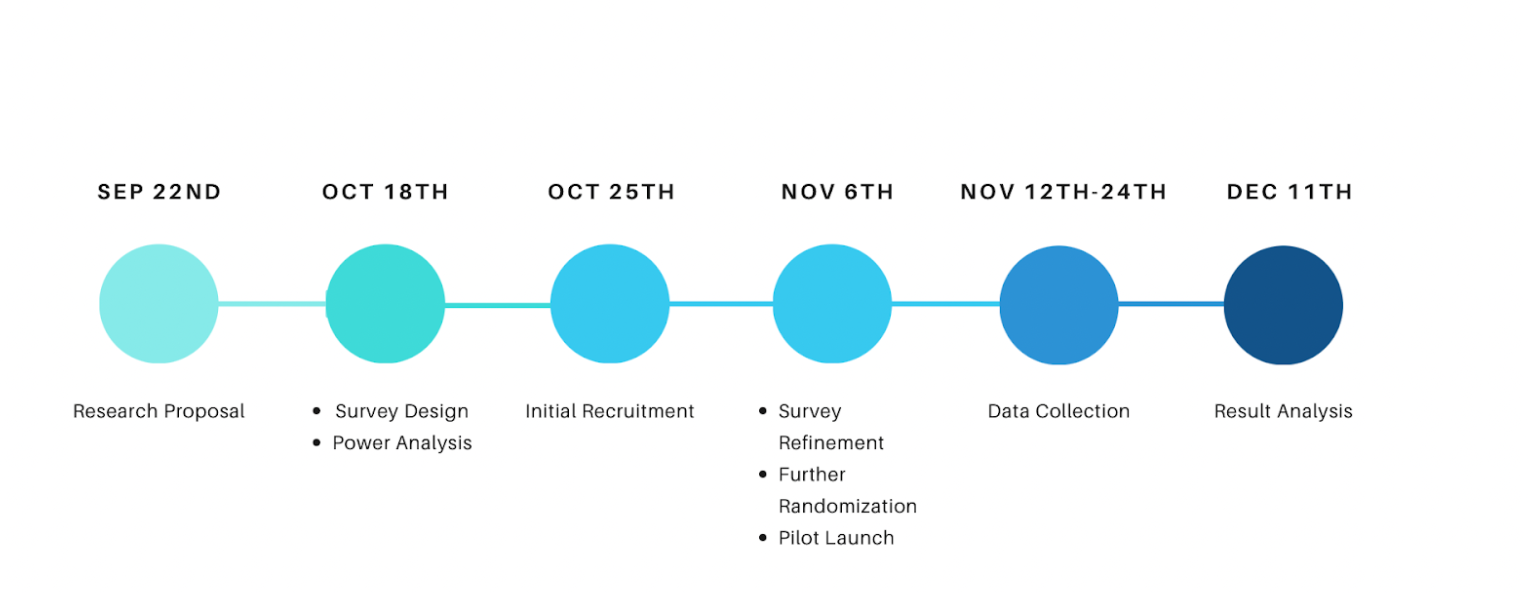 SEP 22ND
OCT 18TH
OCT 25TH
NOV 6TH
NOV 12TH-24TH
DEC 11TH
Research Proposal
• Survey Design
• Power Analysis
Initial Recruitment
• Survey
Refinement
• Further
Randomization
• Pilot Launch
Data Collection
Result Analysis